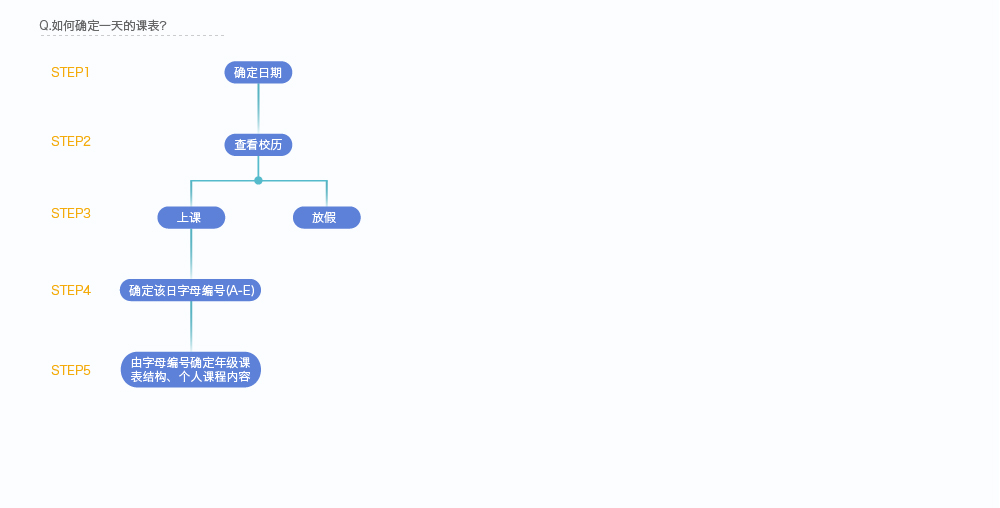 Q.如何确定一天的课表?
STEP1
确定日期
STEP2
查看校历
STEP3
上课
放假
STEP4
确定该日字母编号(A-E)
STEP5
由字母编号确定年级课
表结构、个人课程内容